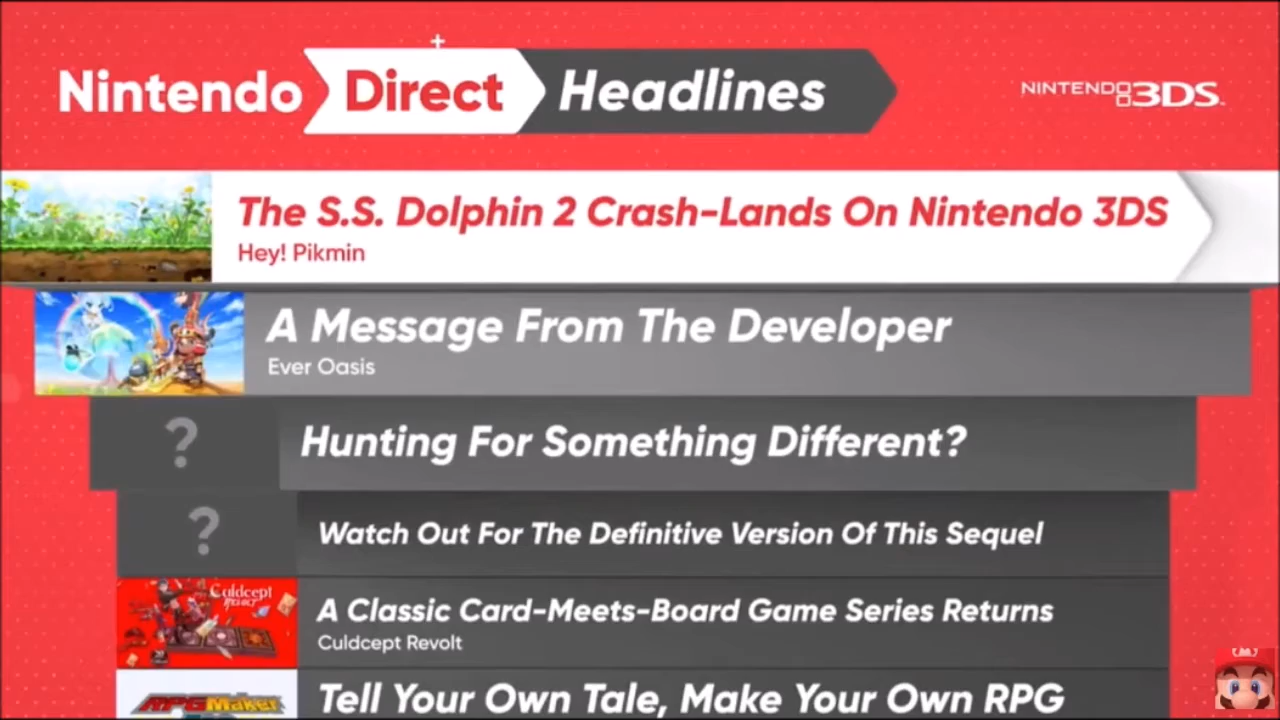 Nintendo Direct Headlines
NINTENDO 3DS
The S.S. Dolphin 2 Crash-Lands On Nintendo 3DS
Hey! Pikmin
A Message From The Developer
Ever Oasis
?
Hunting For Something Different?
?
Watch Out For The Definitive Version Of This Sequel
Culdcept
REVOLT
A Classic Card-Meets-Board Game Series Returns
Culdcept Revolt
RPG Maker
Tell Your Own Tale, Make Your Own RPG